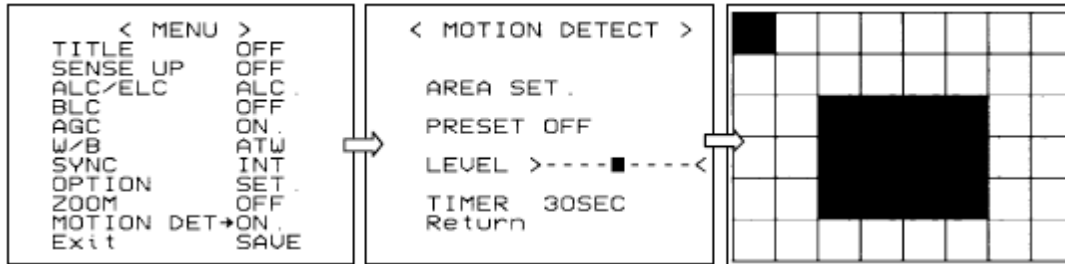 < MENU >
TITLE OFF
SENSE UP OFF
ALC/ELC ALC.
BLC OFF
AGC ON.
W/B ATW
SYNC INT
OPTION SET.
ZOOM OFF
MOTION DET→ON.
Exit SAVE
< MOTION DETECT >
AREA SET.
PRESET OFF
LEVEL >----■----<
TIMER 30SEC
Return